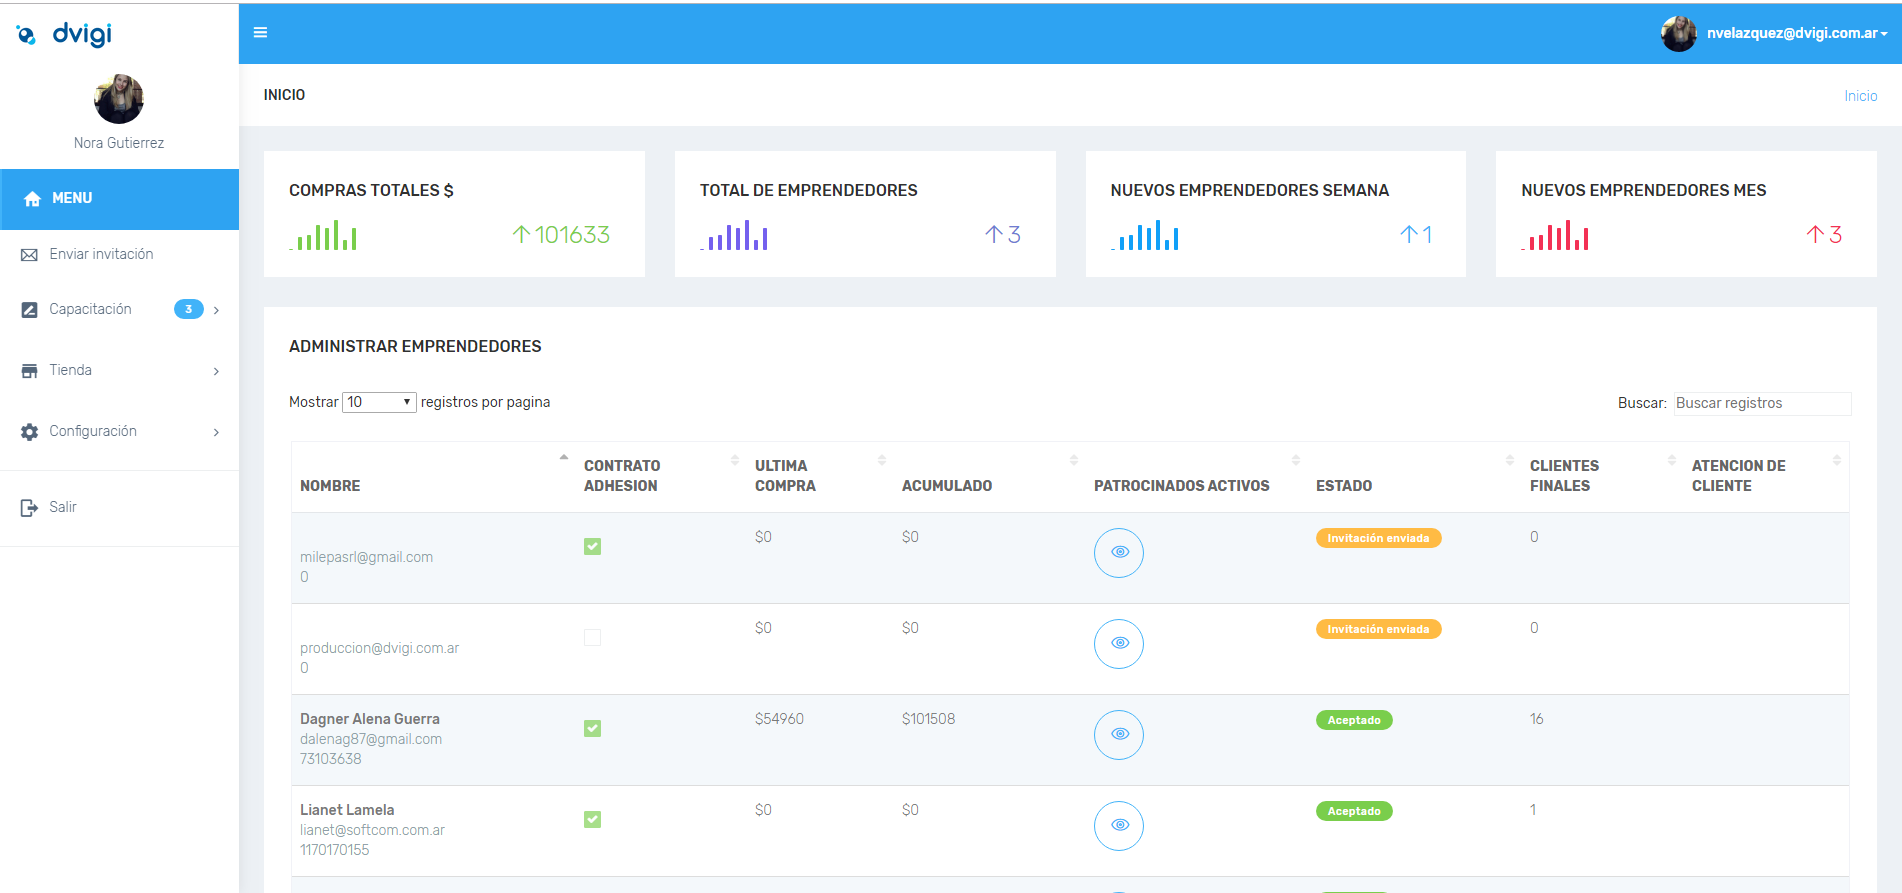 dvigi
nvelazquez@dvigi.com.ar
Nora Gutierrez
MENU
Enviar invitación
Capacitación 3
Tienda
Configuración
Salir
INICIO
Inicio
COMPRAS TOTALES $
101633
TOTAL DE EMPRENDEDORES
3
NUEVOS EMPRENDEDORES SEMANA
1
NUEVOS EMPRENDEDORES MES
3
ADMINISTRAR EMPRENDEDORES
Mostrar 10 registros por pagina
Buscar: Buscar registros
NOMBRE
CONTRATO
ADHESION
ULTIMA
COMPRA
ACUMULADO
PATROCINADOS ACTIVOS
ESTADO
CLIENTES
FINALES
ATENCION DE
CLIENTE
milepasrl@gmail.com
0
$0
$0
Invitación enviada
0
produccion@dvigi.com.ar
0
$0
$0
Invitación enviada
0
Dagner Alena Guerra
dalenag87@gmail.com
73103638
$54960
$101508
Aceptado
16
Lianet Lamela
lianet@softcom.com.ar
1170170155
$0
$0
Aceptado
1